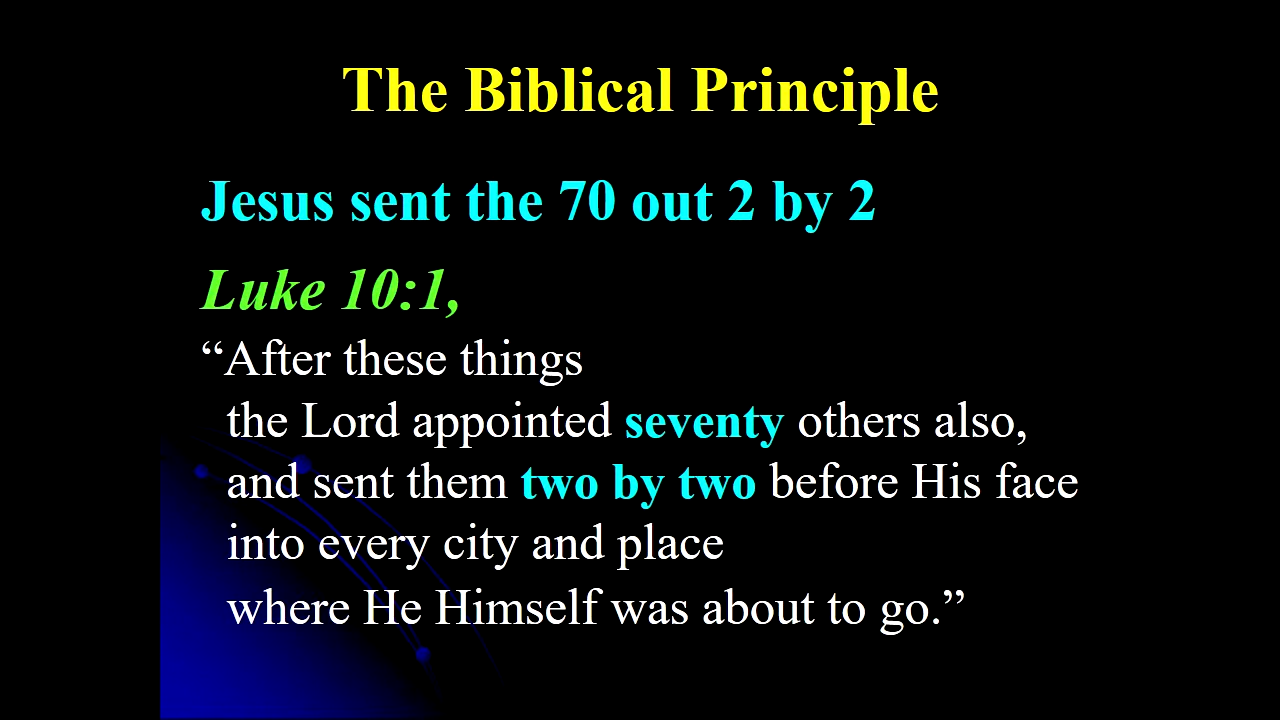 The Biblical Principle
Jesus sent the 70 out 2 by 2
Luke 10:1,
“After these things
the Lord appointed seventy others also,
and sent them two by two before His face
into every city and place
where He Himself was about to go.”